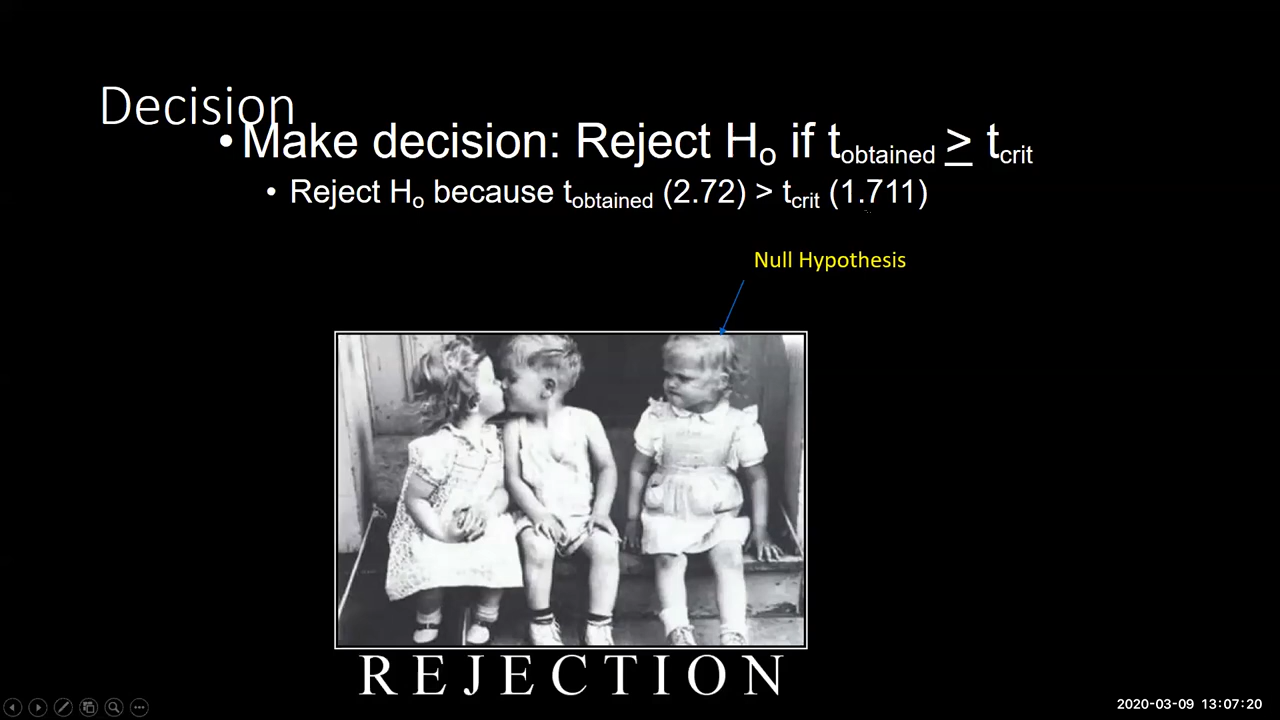 Decision
• Make decision: Reject Ho if tobtained ≥ tcrit
• Reject Ho because tobtained (2.72) > tcrit (1.711)
Null Hypothesis
REJECTION
2020-03-09 13:07:20